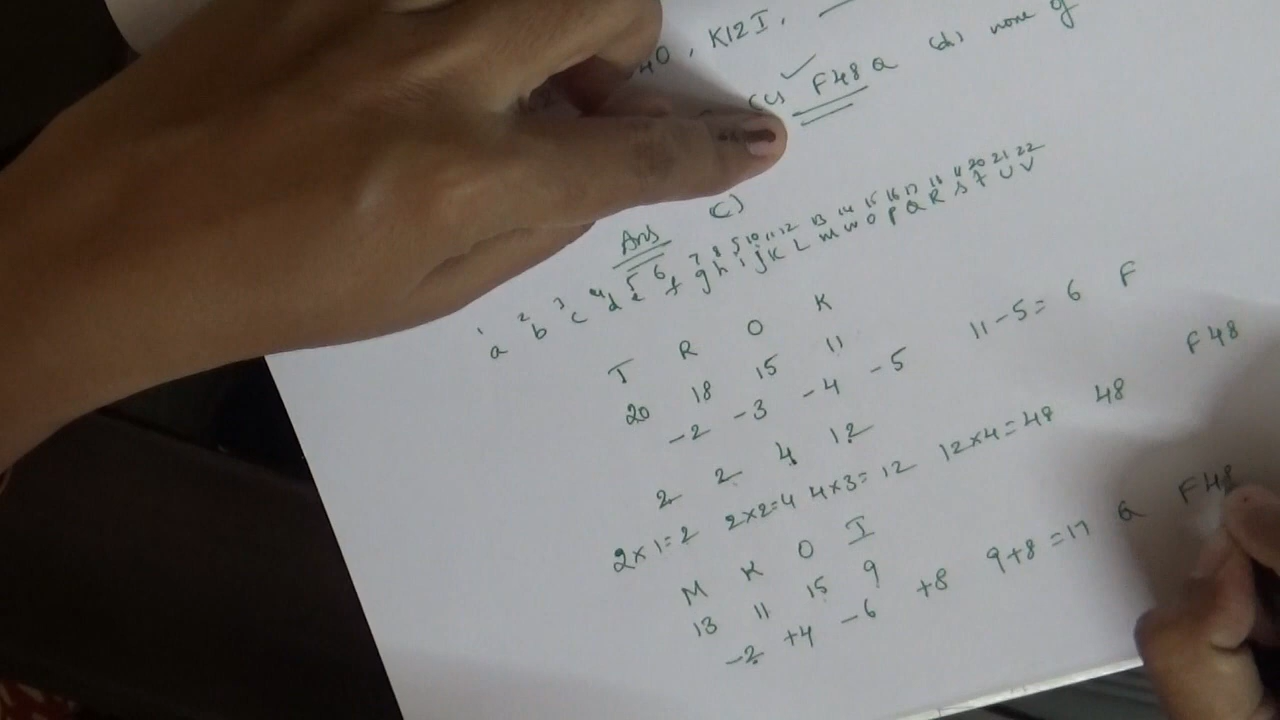 40, K12I,
(c) F48Q (d) none of
Ans (C)
1 2 3 4 5 6 7 8 9 10 11 12 13 14 15 16 17 18 19 20 21 22
a b c d e f g h i j K L m n o P Q R S t U V
T R O K
20 18 15 11
-2 -3 -4 -5 11-5=6 F
2 2 4 12 F48
2×1=2 2×2=4 4×3=12 12×4=48 48
M K O I
13 11 15 9
-2 +4 -6 +8 9+8=17 Q F48